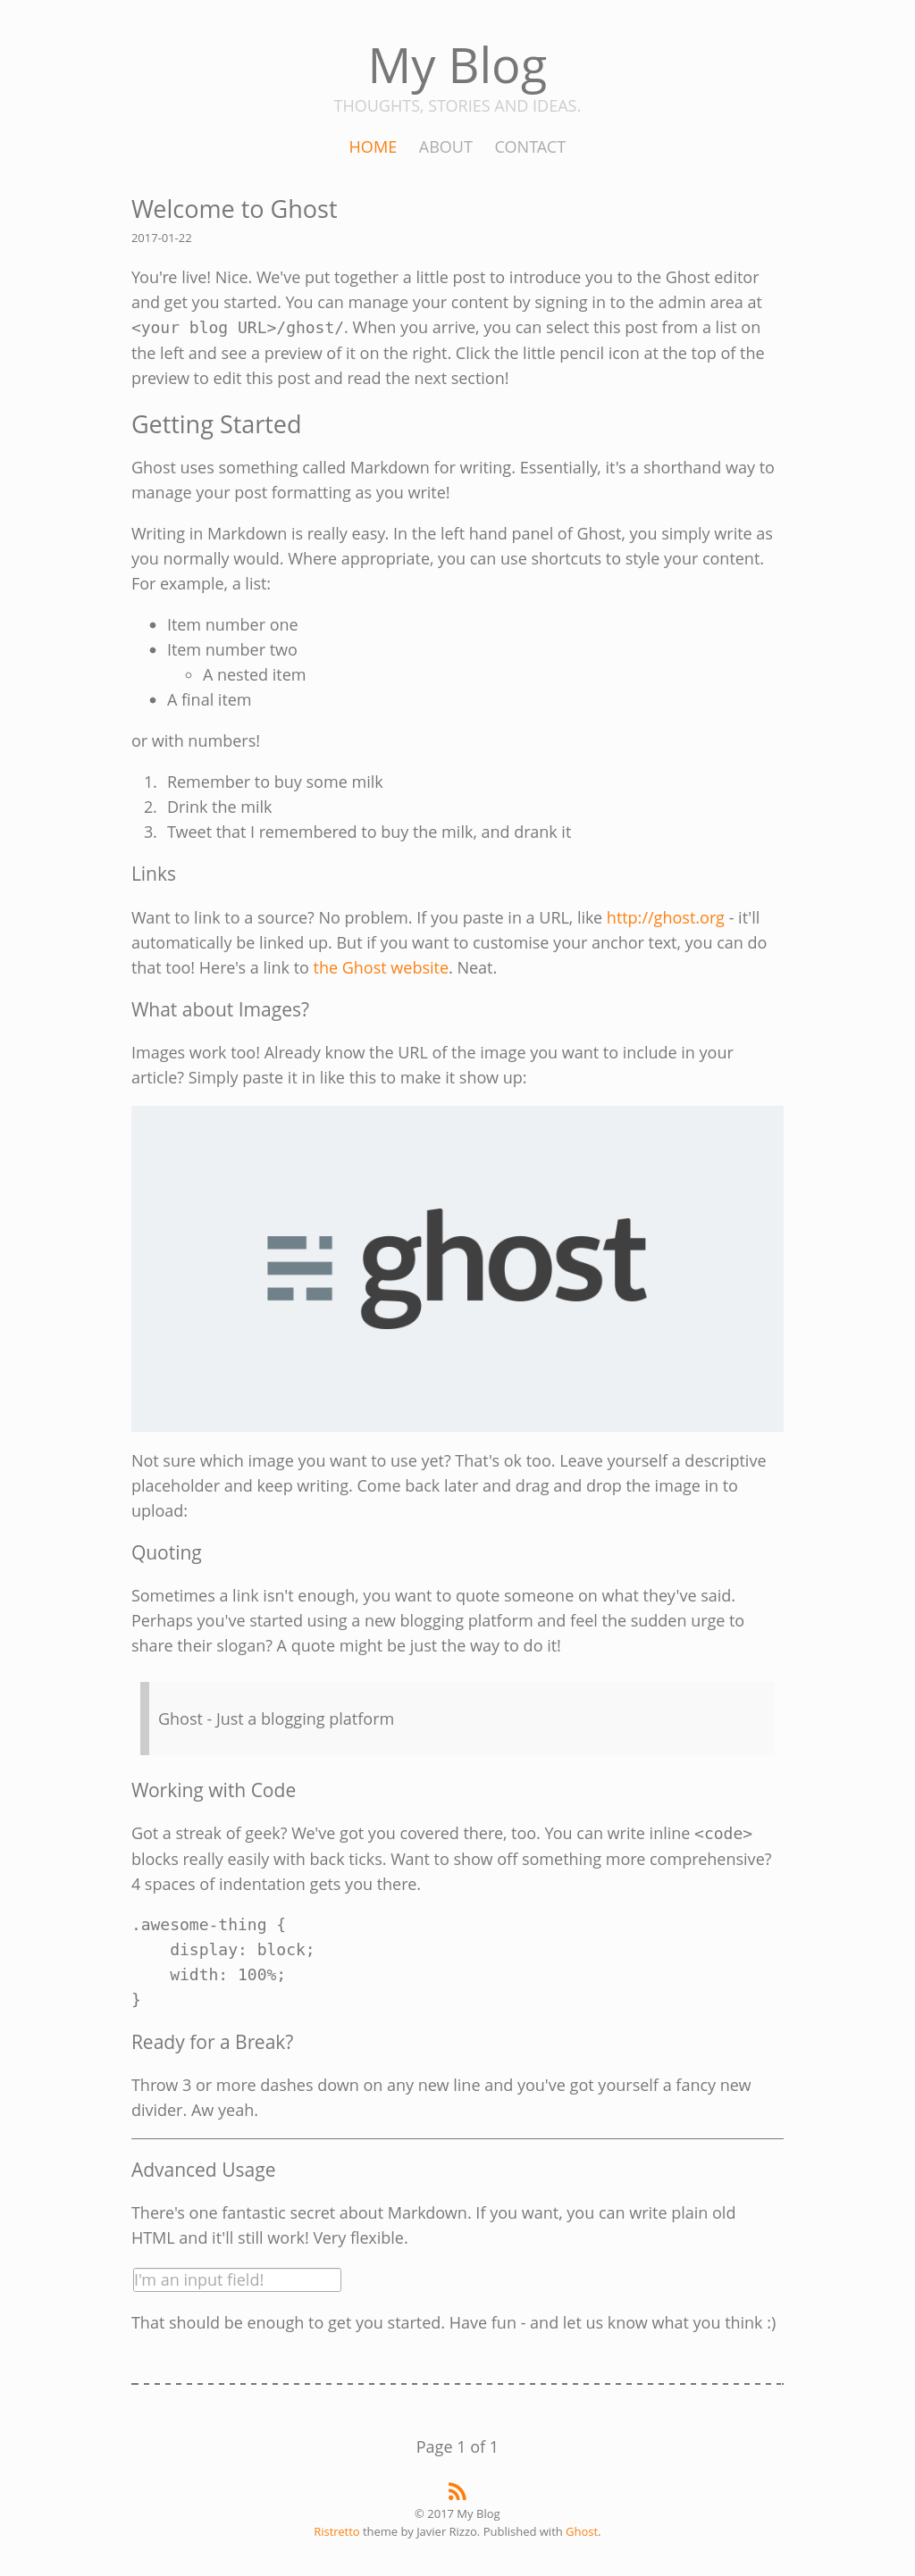 My Blog
THOUGHTS, STORIES AND IDEAS.
HOME ABOUT CONTACT
Welcome to Ghost
2017-01-22
You're live! Nice. We've put together a little post to introduce you to the Ghost editor
and get you started. You can manage your content by signing in to the admin area at
<your blog URL>/ghost/. When you arrive, you can select this post from a list on
the left and see a preview of it on the right. Click the little pencil icon at the top of the
preview to edit this post and read the next section!
Getting Started
Ghost uses something called Markdown for writing. Essentially, it's a shorthand way to
manage your post formatting as you write!
Writing in Markdown is really easy. In the left hand panel of Ghost, you simply write as
you normally would. Where appropriate, you can use shortcuts to style your content.
For example, a list:
• Item number one
• Item number two
◦ A nested item
• A final item
or with numbers!
1. Remember to buy some milk
2. Drink the milk
3. Tweet that I remembered to buy the milk, and drank it
Links
Want to link to a source? No problem. If you paste in a URL, like http://ghost.org - it'll
automatically be linked up. But if you want to customise your anchor text, you can do
that too! Here's a link to the Ghost website. Neat.
What about Images?
Images work too! Already know the URL of the image you want to include in your
article? Simply paste it in like this to make it show up:
ghost
Not sure which image you want to use yet? That's ok too. Leave yourself a descriptive
placeholder and keep writing. Come back later and drag and drop the image in to
upload:
Quoting
Sometimes a link isn't enough, you want to quote someone on what they've said.
Perhaps you've started using a new blogging platform and feel the sudden urge to
share their slogan? A quote might be just the way to do it!
Ghost - Just a blogging platform
Working with Code
Got a streak of geek? We've got you covered there, too. You can write inline <code>
blocks really easily with back ticks. Want to show off something more comprehensive?
4 spaces of indentation gets you there.
.awesome-thing {
    display: block;
    width: 100%;
}
Ready for a Break?
Throw 3 or more dashes down on any new line and you've got yourself a fancy new
divider. Aw yeah.
Advanced Usage
There's one fantastic secret about Markdown. If you want, you can write plain old
HTML and it'll still work! Very flexible.
I'm an input field!
That should be enough to get you started. Have fun - and let us know what you think :)
Page 1 of 1
© 2017 My Blog
Ristretto theme by Javier Rizzo. Published with Ghost.